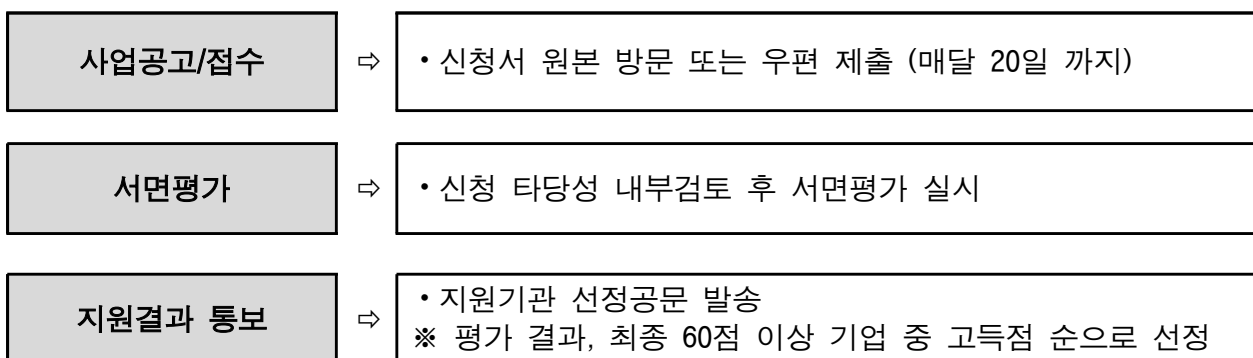 사업공고/접수 ⇨ •신청서 원본 방문 또는 우편 제출 (매달 20일 까지)
서면평가 ⇨ •신청 타당성 내부검토 후 서면평가 실시
지원결과 통보 ⇨ •지원기관 선정공문 발송
※ 평가 결과, 최종 60점 이상 기업 중 고득점 순으로 선정